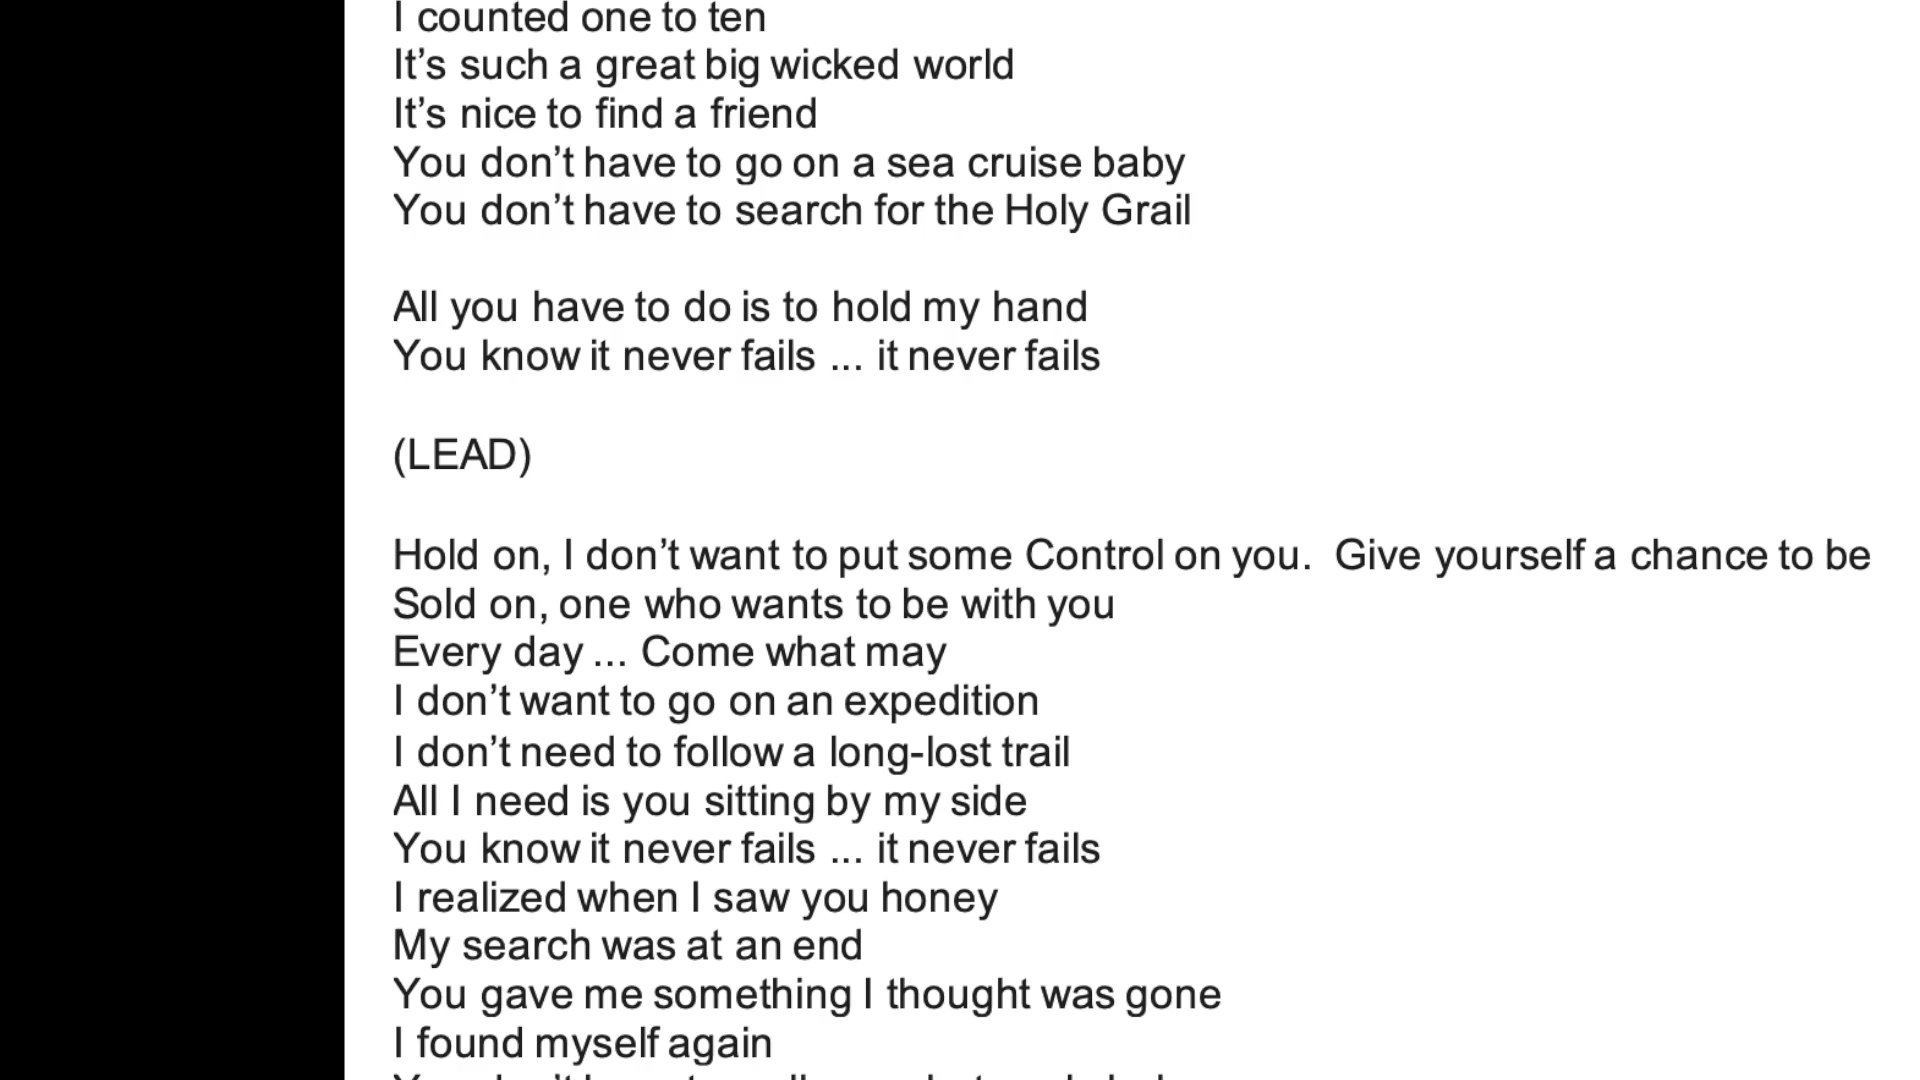 I counted one to ten
It’s such a great big wicked world
It’s nice to find a friend
You don’t have to go on a sea cruise baby
You don’t have to search for the Holy Grail
All you have to do is to hold my hand
You know it never fails ... it never fails
(LEAD)
Hold on, I don’t want to put some Control on you.  Give yourself a chance to be
Sold on, one who wants to be with you
Every day ... Come what may
I don’t want to go on an expedition
I don’t need to follow a long-lost trail
All I need is you sitting by my side
You know it never fails ... it never fails
I realized when I saw you honey
My search was at an end
You gave me something I thought was gone
I found myself again